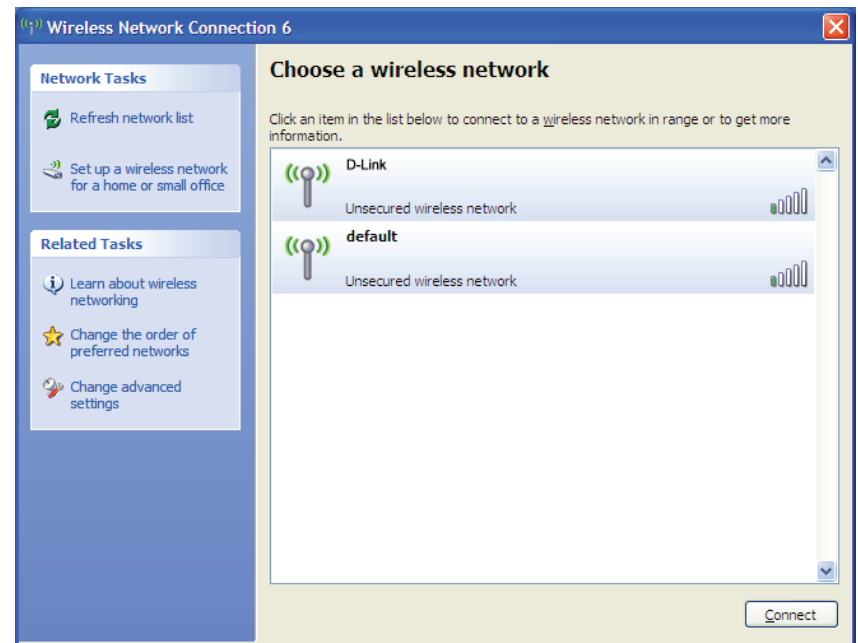 Wireless Network Connection 6
Network Tasks
Refresh network list
Set up a wireless network
for a home or small office
Related Tasks
Learn about wireless
networking
Change the order of
preferred networks
Change advanced
settings
Choose a wireless network
Click an item in the list below to connect to a wireless network in range or to get more
information.
D-Link
Unsecured wireless network
default
Unsecured wireless network
Connect